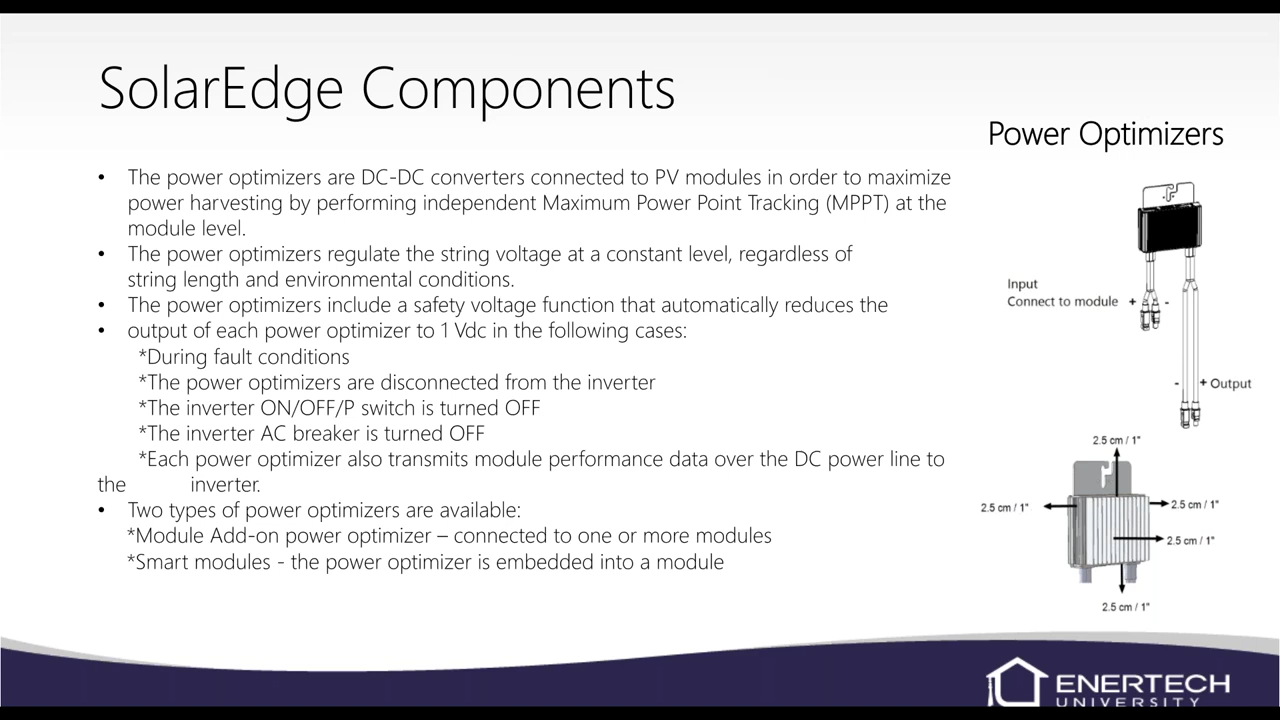 SolarEdge Components
Power Optimizers
• The power optimizers are DC-DC converters connected to PV modules in order to maximize
power harvesting by performing independent Maximum Power Point Tracking (MPPT) at the
module level.
• The power optimizers regulate the string voltage at a constant level, regardless of
string length and environmental conditions.
• The power optimizers include a safety voltage function that automatically reduces the
• output of each power optimizer to 1 Vdc in the following cases:
*During fault conditions
*The power optimizers are disconnected from the inverter
*The inverter ON/OFF/P switch is turned OFF
*The inverter AC breaker is turned OFF
*Each power optimizer also transmits module performance data over the DC power line to
the inverter.
• Two types of power optimizers are available:
*Module Add-on power optimizer – connected to one or more modules
*Smart modules - the power optimizer is embedded into a module
Input
Connect to module + -
- + Output
2.5 cm / 1"
2.5 cm / 1"
2.5 cm / 1"
2.5 cm / 1"
2.5 cm / 1"
ENERTECH
UNIVERSITY